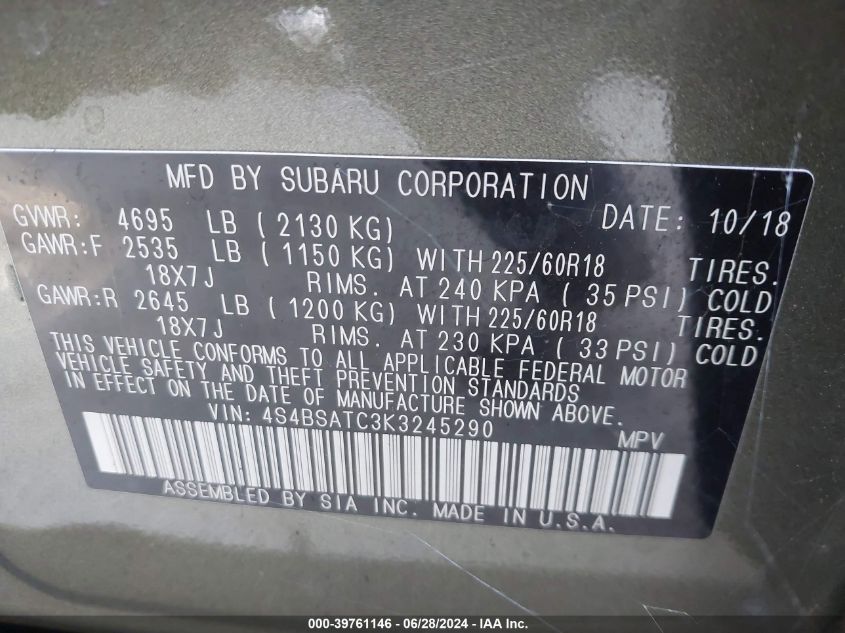 MFD BY SUBARU CORPORATION
GVWR: 4695 LB ( 2130 KG) DATE: 10/18
GAWR:F 2535 LB ( 1150 KG) WITH 225/60R18 TIRES.
18X7J RIMS. AT 240 KPA ( 35 PSI) COLD
GAWR:R 2645 LB ( 1200 KG) WITH 225/60R18 TIRES.
18X7J RIMS. AT 230 KPA ( 33 PSI) COLD
THIS VEHICLE CONFORMS TO ALL APPLICABLE FEDERAL MOTOR
VEHICLE SAFETY AND THEFT PREVENTION STANDARDS
IN EFFECT ON THE DATE OF MANUFACTURE SHOWN ABOVE.
VIN: 4S4BSATC3K3245290 MPV
ASSEMBLED BY SIA INC. MADE IN U.S.A.
000-39761146 - 06/28/2024 - IAA Inc.